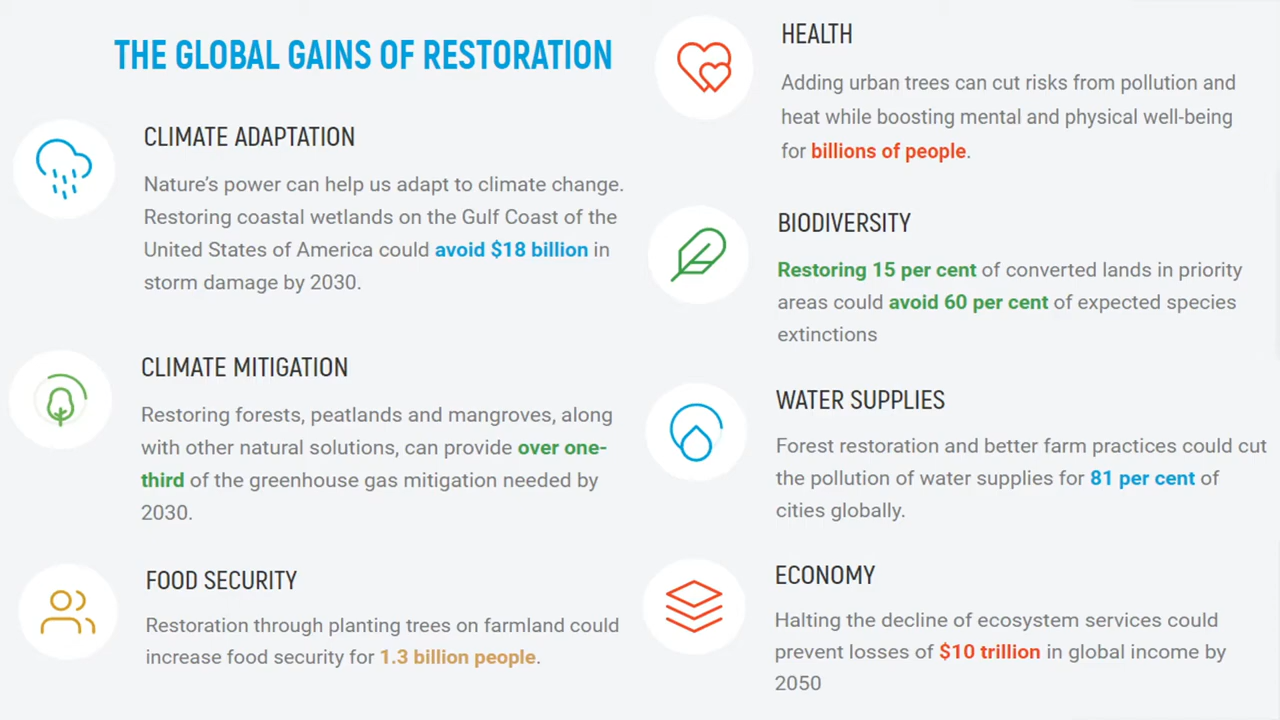 THE GLOBAL GAINS OF RESTORATION
CLIMATE ADAPTATION
Nature's power can help us adapt to climate change.
Restoring coastal wetlands on the Gulf Coast of the
United States of America could avoid $18 billion in
storm damage by 2030.
CLIMATE MITIGATION
Restoring forests, peatlands and mangroves, along
with other natural solutions, can provide over one-
third of the greenhouse gas mitigation needed by
2030.
FOOD SECURITY
Restoration through planting trees on farmland could
increase food security for 1.3 billion people.
HEALTH
Adding urban trees can cut risks from pollution and
heat while boosting mental and physical well-being
for billions of people.
BIODIVERSITY
Restoring 15 per cent of converted lands in priority
areas could avoid 60 per cent of expected species
extinctions
WATER SUPPLIES
Forest restoration and better farm practices could cut
the pollution of water supplies for 81 per cent of
cities globally.
ECONOMY
Halting the decline of ecosystem services could
prevent losses of $10 trillion in global income by
2050